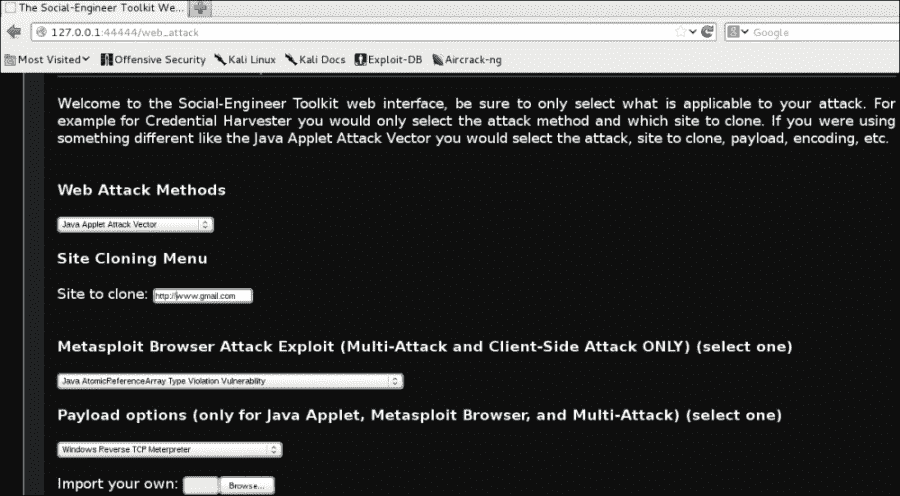 The Social-Engineer Toolkit We...
127.0.0.1:44444/web_attack
Google
Most Visited
Offensive Security
Kali Linux
Kali Docs
Exploit-DB
Aircrack-ng
Welcome to the Social-Engineer Toolkit web interface, be sure to only select what is applicable to your attack. For
example for Credential Harvester you would only select the attack method and which site to clone. If you were using
something different like the Java Applet Attack Vector you would select the attack, site to clone, payload, encoding, etc.
Web Attack Methods
Java Applet Attack Vector
Site Cloning Menu
Site to clone: http://www.gmail.com
Metasploit Browser Attack Exploit (Multi-Attack and Client-Side Attack ONLY) (select one)
Java AtomicReferenceArray Type Violation Vulnerability
Payload options (only for Java Applet, Metasploit Browser, and Multi-Attack) (select one)
Windows Reverse TCP Meterpreter
Import your own: Browse...